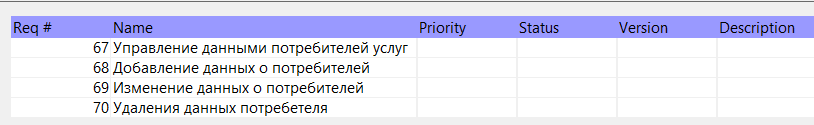 Req # Name Priority Status Version Description
67 Управление данными потребителей услуг
68 Добавление данных о потребителей
69 Изменение данных о потребителей
70 Удаления данных потребетеля